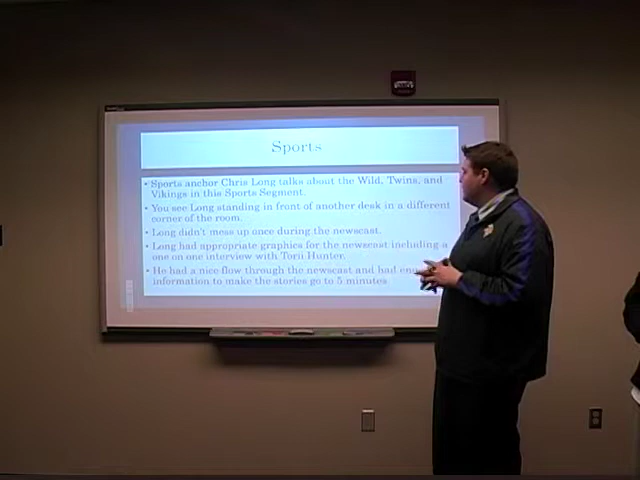 Sports
• Sports anchor Chris Long talks about the Wild, Twins, and
Vikings in this Sports Segment.
• You see Long standing in front of another desk in a different
corner of the room.
• Long didn't mess up once during the newscast.
• Long had appropriate graphics for the newscast including a
one on one interview with Torii Hunter.
• He had a nice flow through the newscast and had
information to make the stories go to 5 minutes